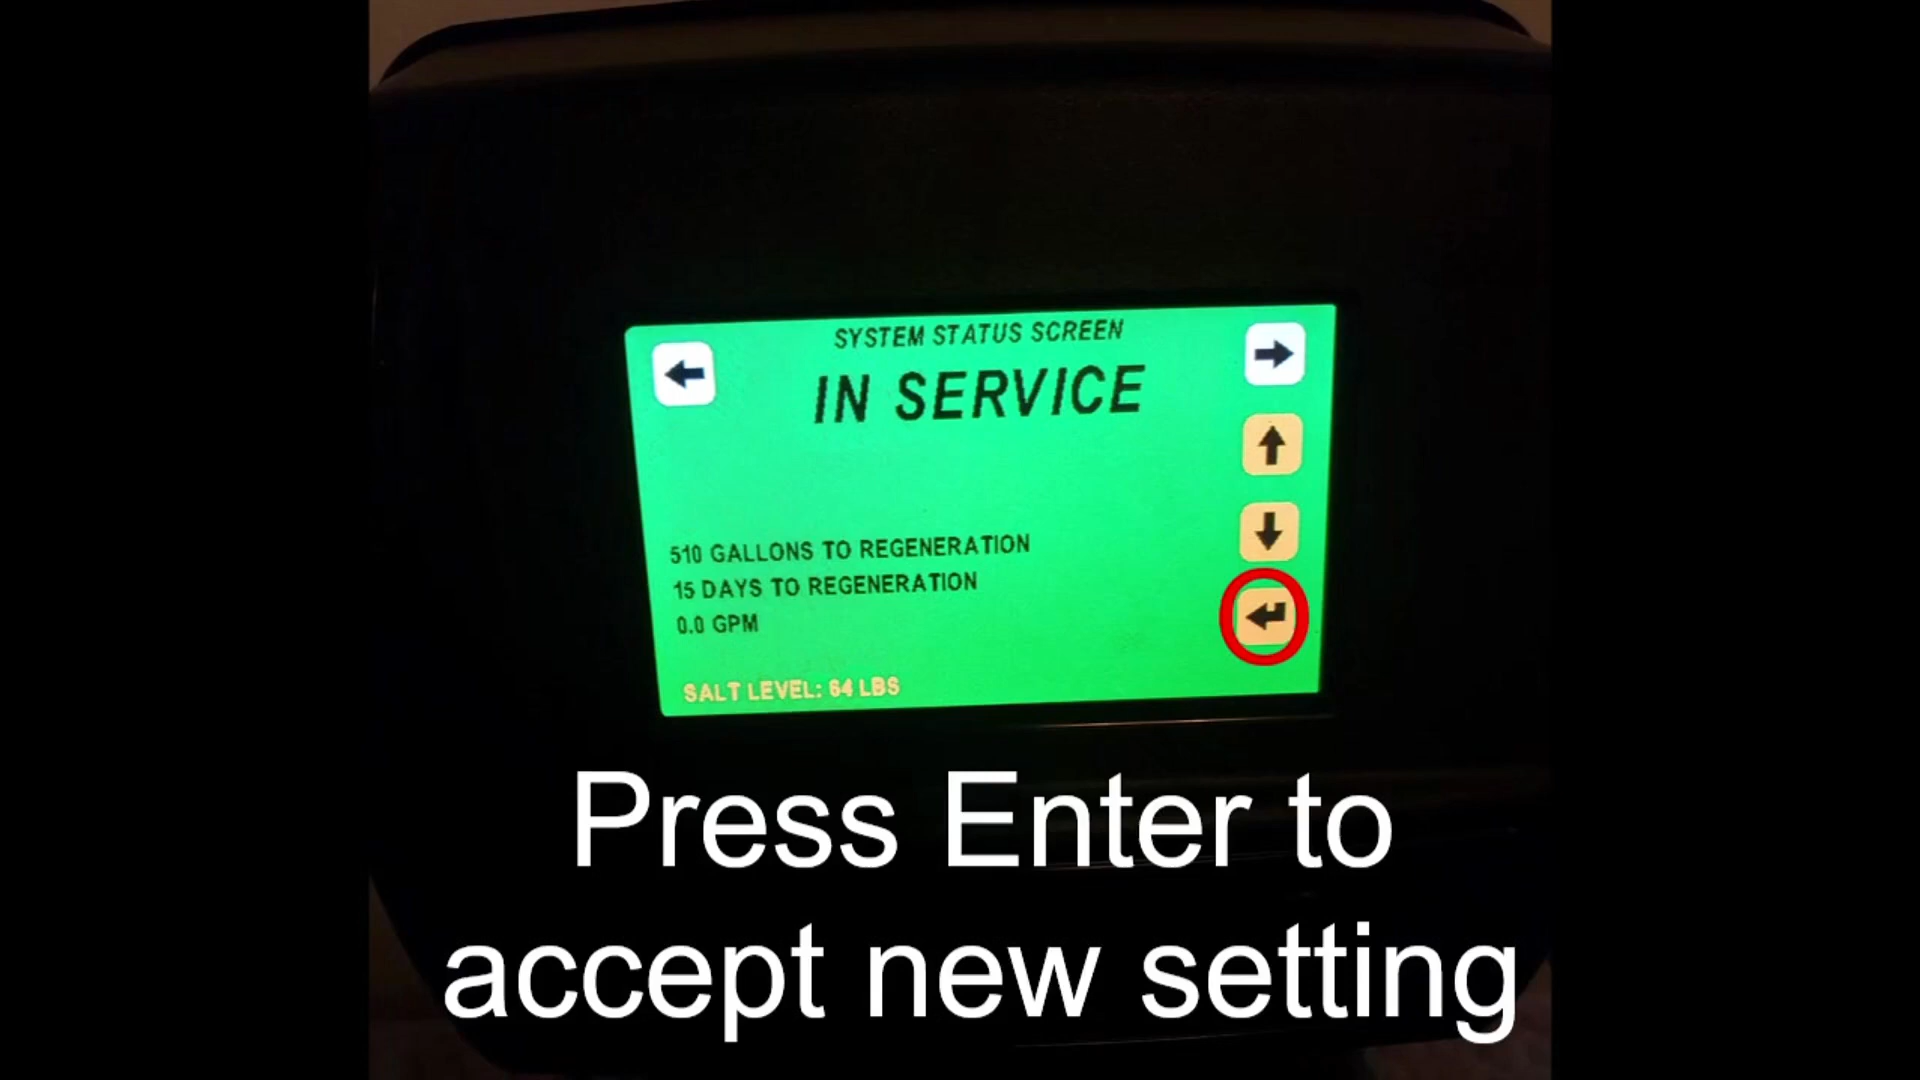 SYSTEM STATUS SCREEN
IN SERVICE
510 GALLONS TO REGENERATION
15 DAYS TO REGENERATION
0.0 GPM
SALT LEVEL: 64 LBS
Press Enter to
accept new setting